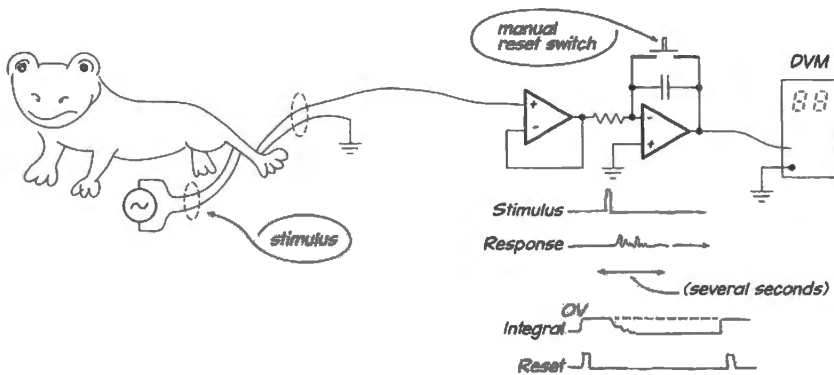 manual
reset switch
DVM
88
+
-
-
+
~
stimulus
Stimulus
Response
(several seconds)
0V
Integral
Reset